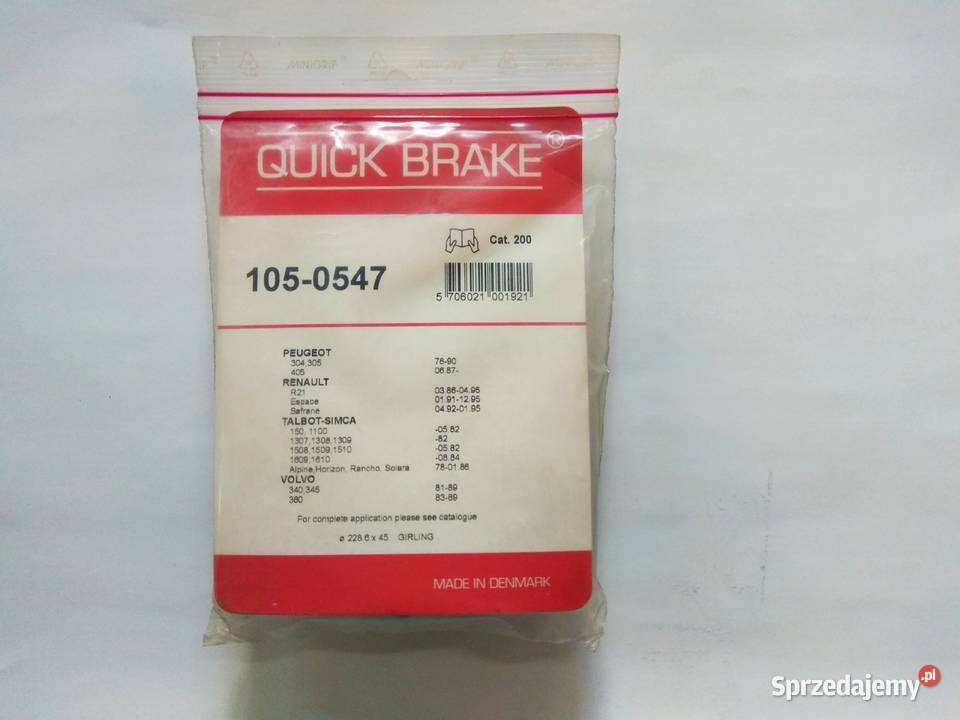 MINIGRIP®
QUICK BRAKE®
Cat. 200
105-0547
5 706021 001921
PEUGEOT
304,305 78-90
405 06.87-
RENAULT
R21 03.86-04.95
Espace 01.91-12.95
Safrane 04.92-01.95
TALBOT-SIMCA
150, 1100 -05.82
1307,1308,1309 -82
1508,1509,1510 -05.82
1609,1610 -08.84
Alpine,Horizon, Rancho, Solara 78-01.86
VOLVO
340,345 81-89
360 83-89
For complete application please see catalogue
ø 228,6 x 45 GIRLING
MADE IN DENMARK
Sprzedajemy.pl